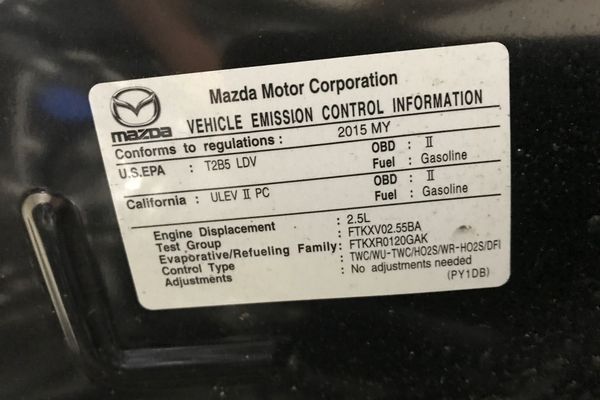 Mazda Motor Corporation
mazda
VEHICLE EMISSION CONTROL INFORMATION
Conforms to regulations : 2015 MY
U.S.EPA : T2B5 LDV OBD : II
Fuel : Gasoline
California : ULEV II PC OBD : II
Fuel : Gasoline
Engine Displacement : 2.5L
Test Group : FTKXV02.55BA
Evaporative/Refueling Family: FTKXR0120GAK
Control Type : TWC/WU-TWC/HO2S/WR-HO2S/DFI
Adjustments : No adjustments needed
(PY1DB)